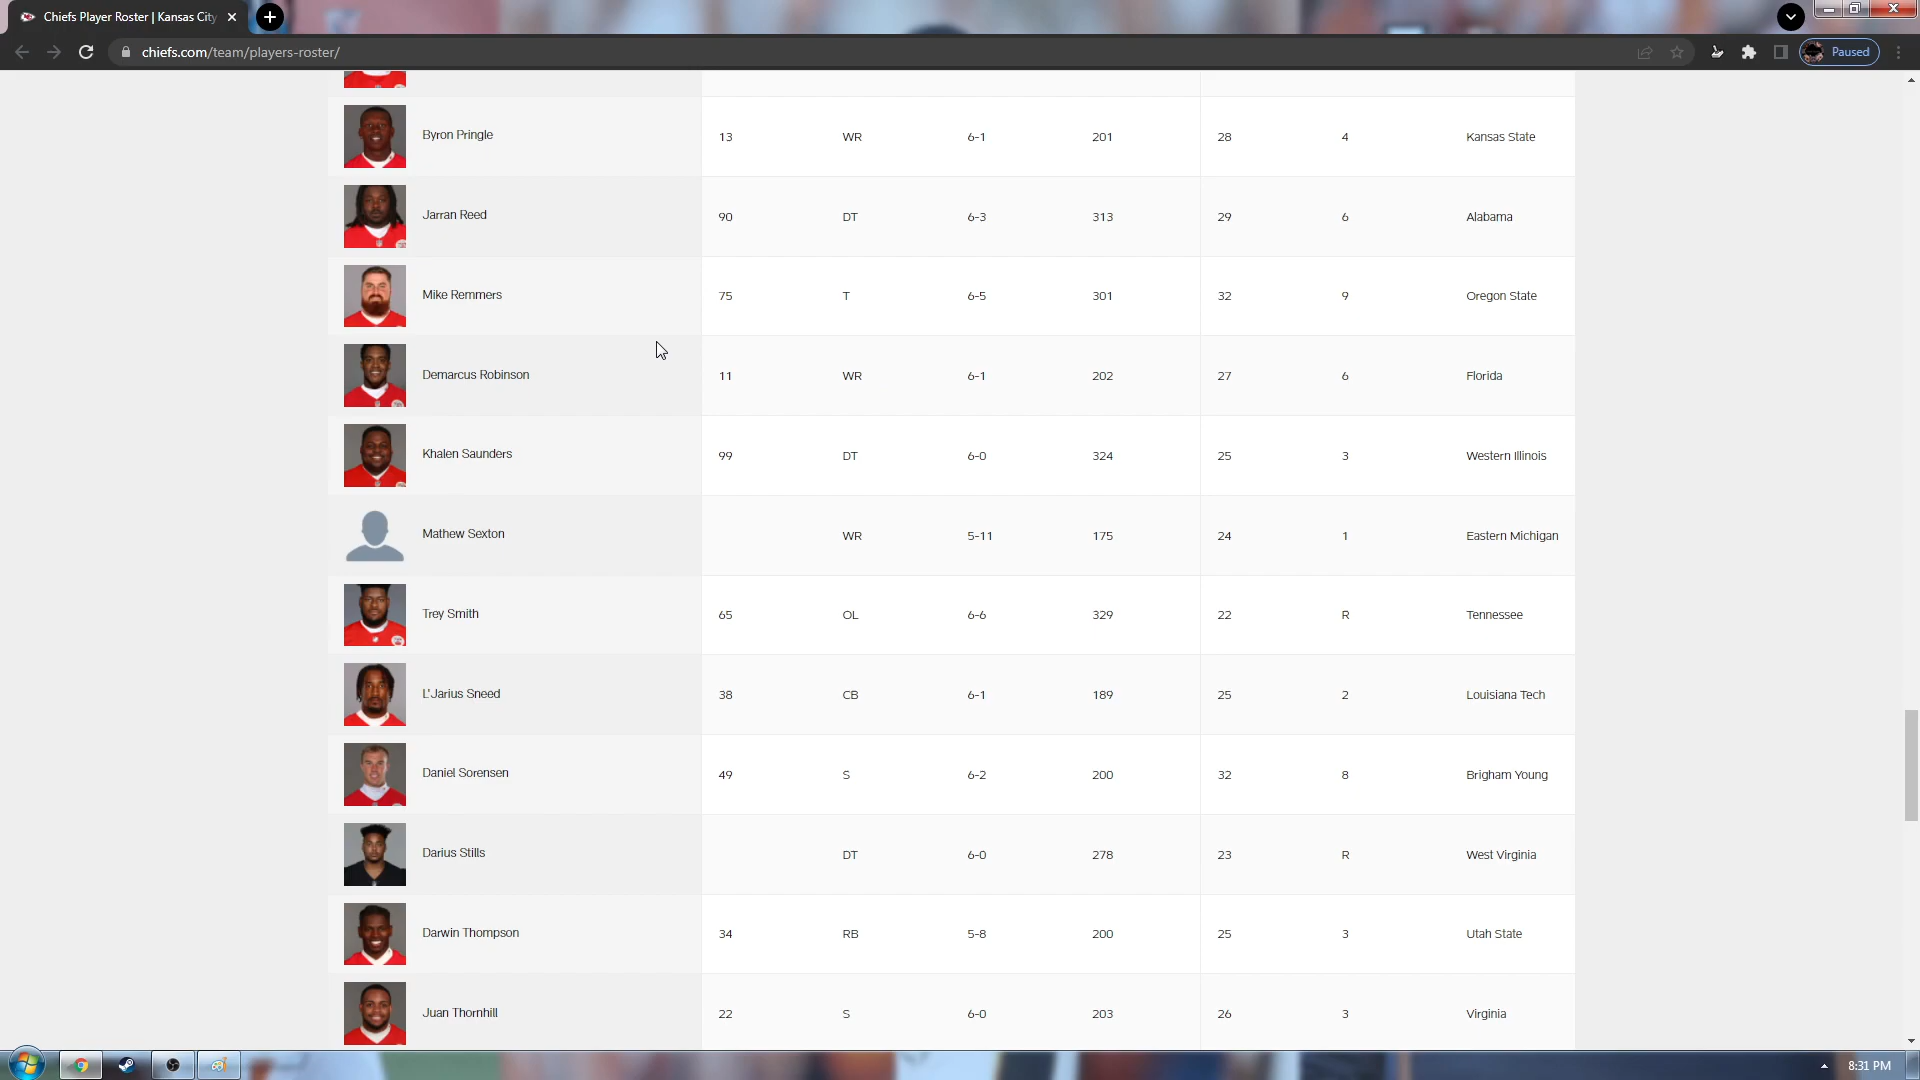 Chiefs Player Roster | Kansas City
chiefs.com/team/players-roster/
Paused
Byron Pringle 13 WR 6-1 201 28 4 Kansas State
Jarran Reed 90 DT 6-3 313 29 6 Alabama
Mike Remmers 75 T 6-5 301 32 9 Oregon State
Demarcus Robinson 11 WR 6-1 202 27 6 Florida
Khalen Saunders 99 DT 6-0 324 25 3 Western Illinois
Mathew Sexton WR 5-11 175 24 1 Eastern Michigan
Trey Smith 65 OL 6-6 329 22 R Tennessee
L'Jarius Sneed 38 CB 6-1 189 25 2 Louisiana Tech
Daniel Sorensen 49 S 6-2 200 32 8 Brigham Young
Darius Stills DT 6-0 278 23 R West Virginia
Darwin Thompson 34 RB 5-8 200 25 3 Utah State
Juan Thornhill 22 S 6-0 203 26 3 Virginia
8:31 PM